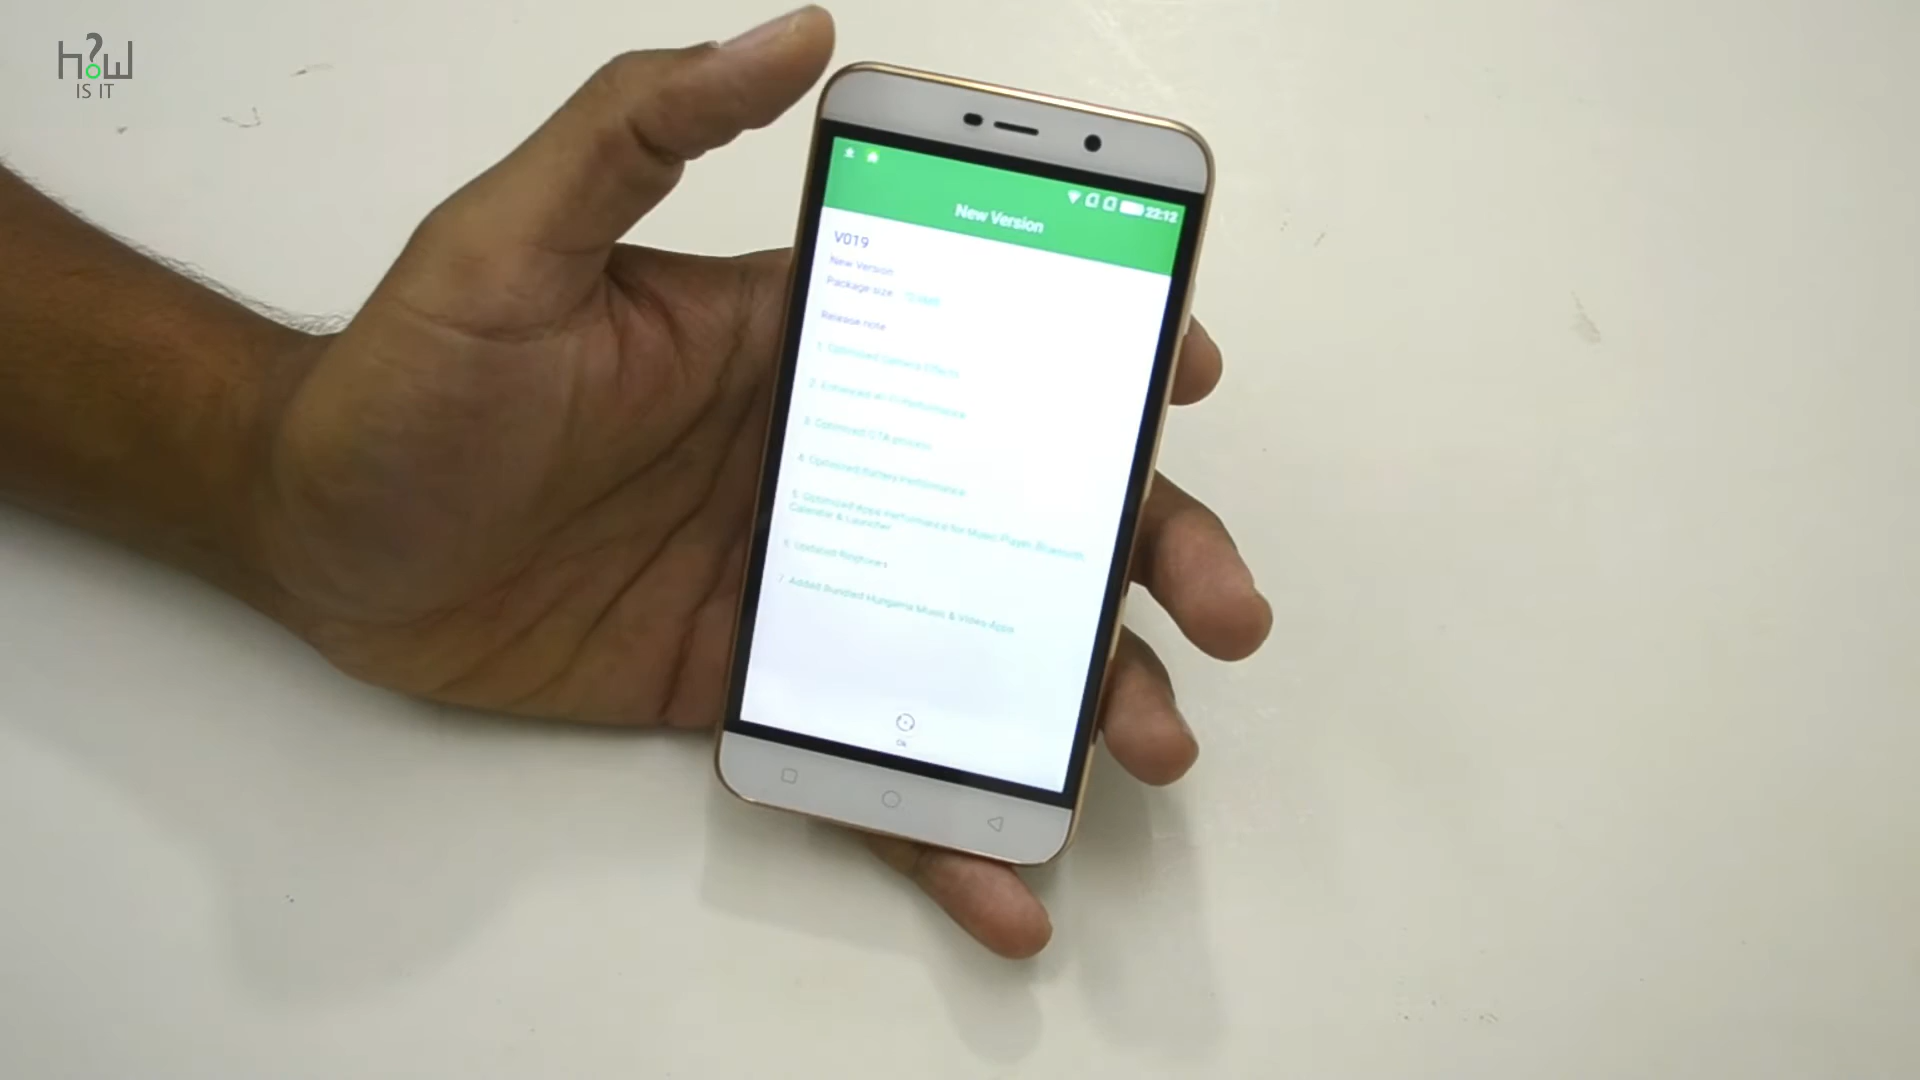 H?W
IS IT
22:12
New Version
V019
New Version
Package size
Release note
1. Optimized Camera Effects
2. Enhanced Wi-Fi Performance
3. Optimized OTA process
4. Optimized Battery Performance
5. Optimized Apps Performance for Music Player, Bluetooth,
Calendar & Launcher
6. Updated Ringtones
7. Added Bundled Hungama Music & Video Apps
Ok